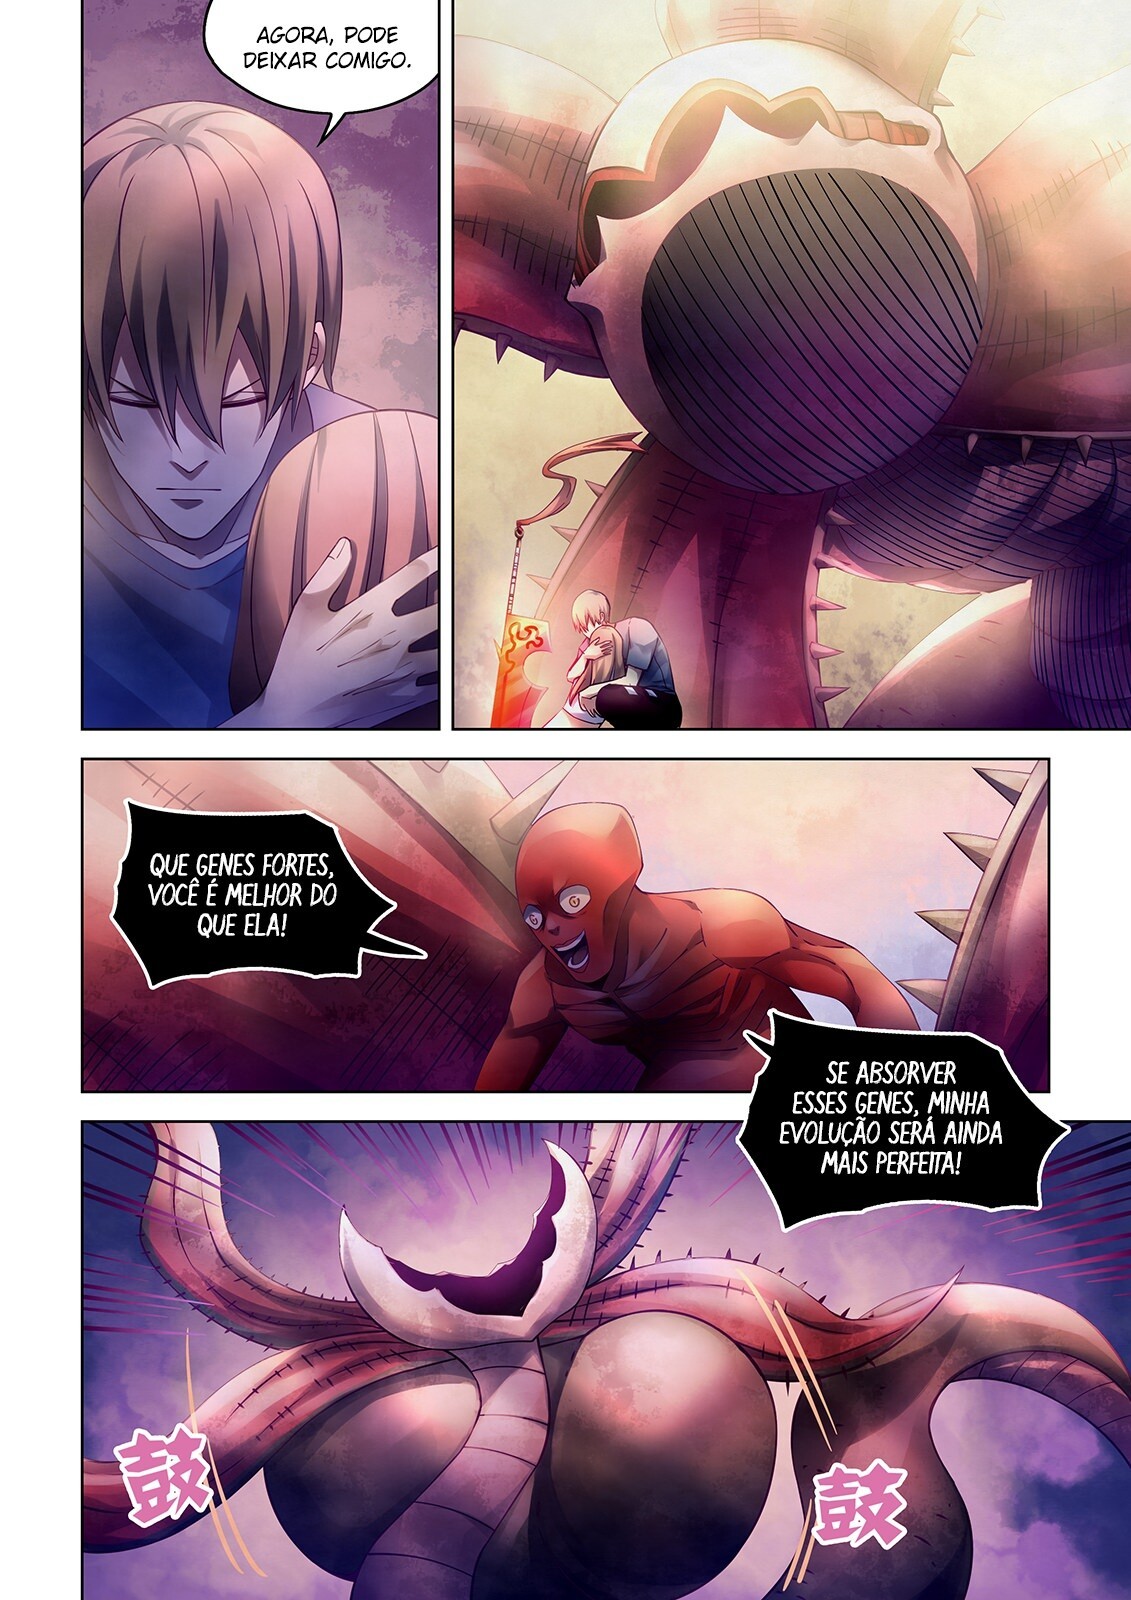 AGORA, PODE
DEIXAR COMIGO.
QUE GENES FORTES,
VOCÊ É MELHOR DO
QUE ELA!
SE ABSORVER
ESSES GENES, MINHA
EVOLUÇÃO SERÁ AINDA
MAIS PERFEITA!
鼓
鼓